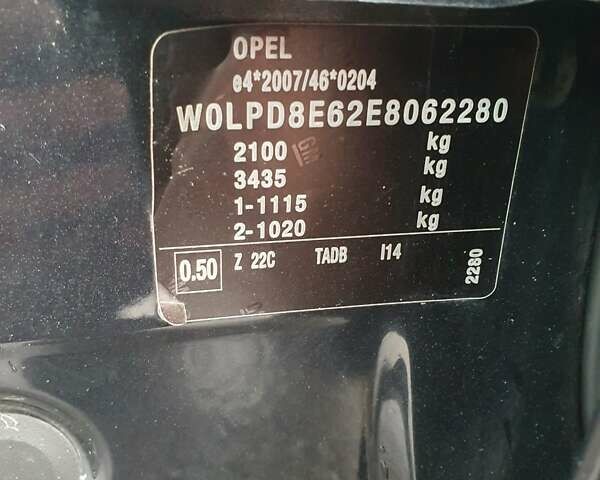 OPEL
e4*2007/46*0204
W0LPD8E62E8062280
2100 kg
3435 kg
1-1115 kg
2-1020 kg
0.50 Z 22C TADB I14 2280
GM